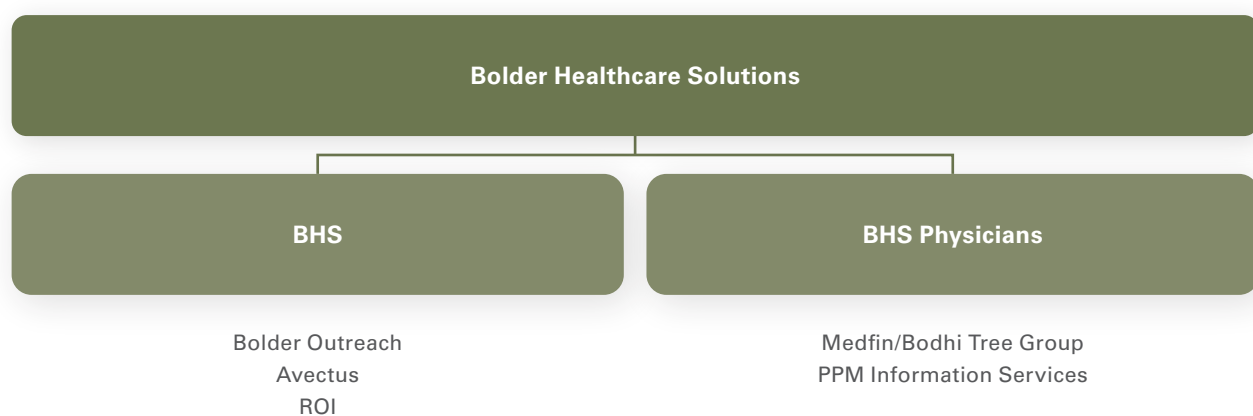 Bolder Healthcare Solutions
BHS
BHS Physicians
Bolder Outreach
Avectus
ROI
Medfin/Bodhi Tree Group
PPM Information Services